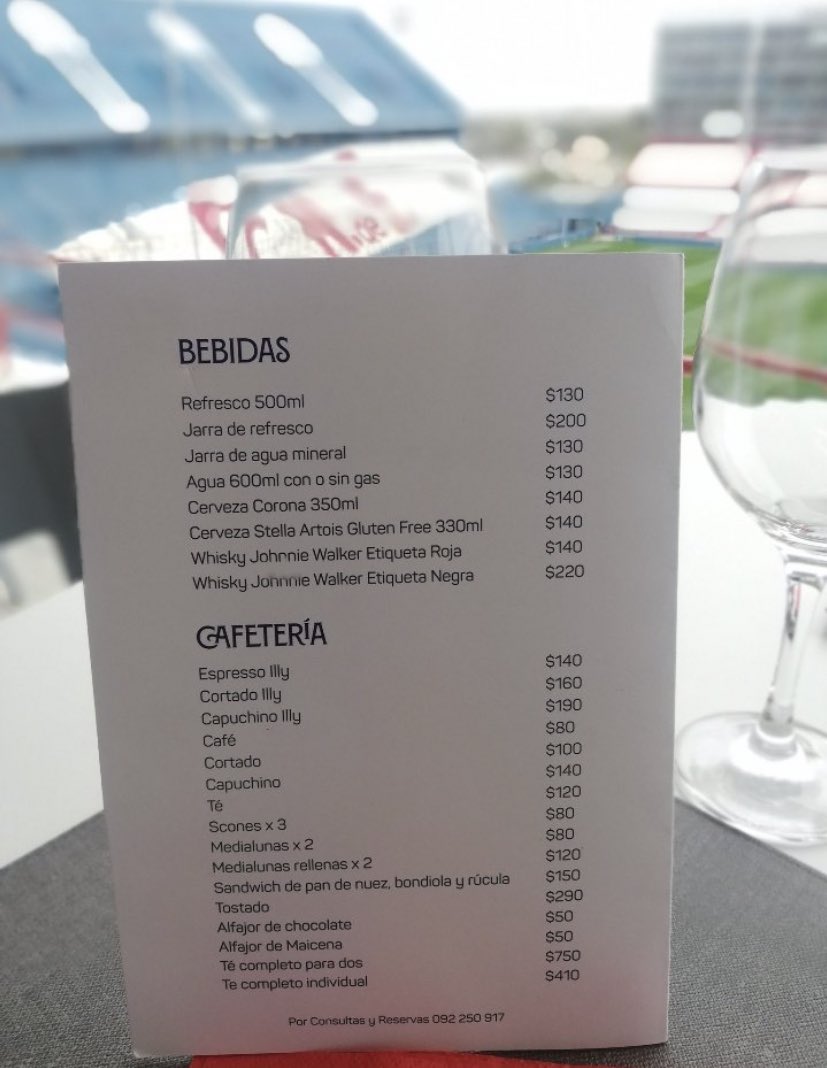 BEBIDAS
Refresco 500ml $130
Jarra de refresco $200
Jarra de agua mineral $130
Agua 600ml con o sin gas $130
Cerveza Corona 350ml $140
Cerveza Stella Artois Gluten Free 330ml $140
Whisky Johnnie Walker Etiqueta Roja $140
Whisky Johnnie Walker Etiqueta Negra $220
CAFETERÍA
Espresso Illy $140
Cortado Illy $160
Capuchino Illy $190
Café $80
Cortado $100
Capuchino $140
Té $120
Scones x 3 $80
Medialunas x 2 $80
Medialunas rellenas x 2 $120
Sandwich de pan de nuez, bondiola y rúcula $150
Tostado $290
Alfajor de chocolate $50
Alfajor de Maicena $50
Té completo para dos $750
Te completo individual $410
Por Consultas y Reservas 092 250 917